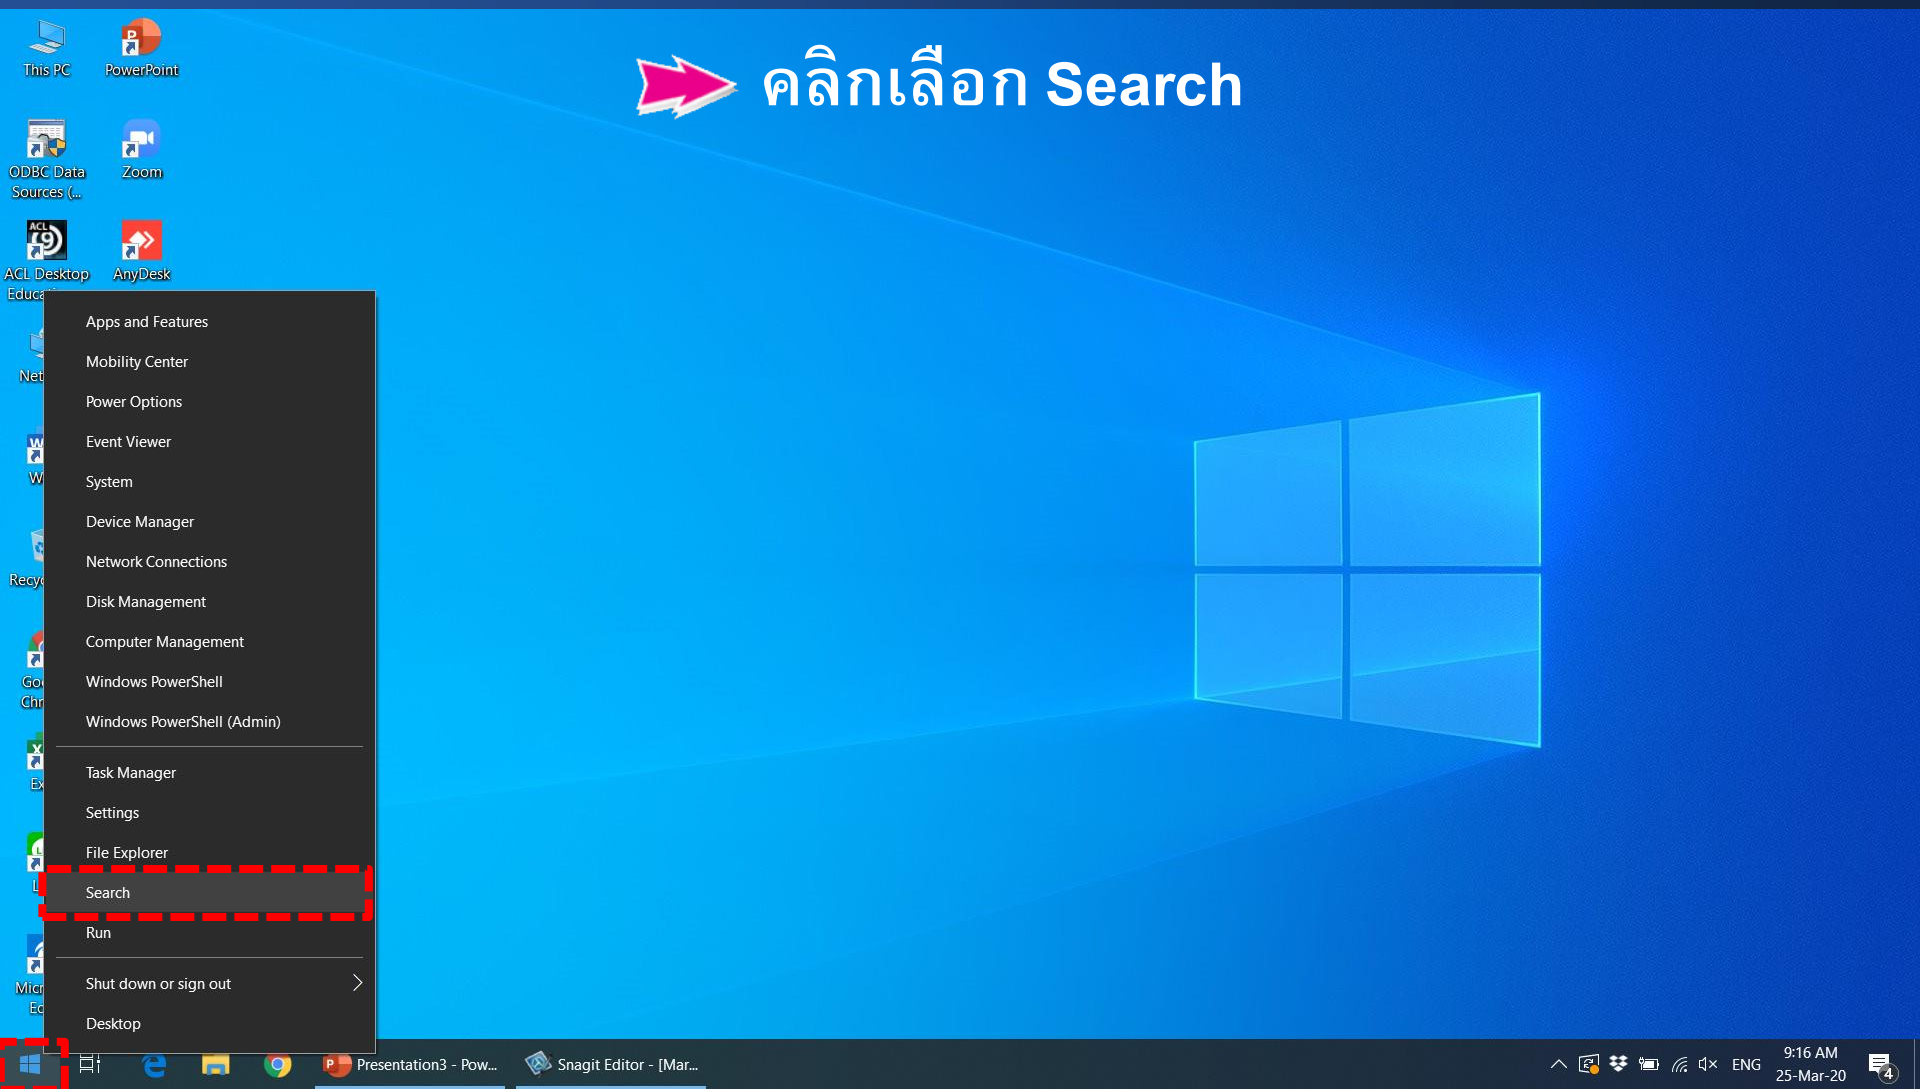 คลิกเลือก Search
This PC
PowerPoint
ODBC Data
Sources (...
Zoom
ACL Desktop
AnyDesk
Apps and Features
Mobility Center
Power Options
Event Viewer
System
Device Manager
Network Connections
Disk Management
Computer Management
Windows PowerShell
Windows PowerShell (Admin)
Task Manager
Settings
File Explorer
Search
Run
Shut down or sign out
Desktop
Presentation3 - Pow...
Snagit Editor - [Mar...
ENG
9:16 AM
25-Mar-20
4